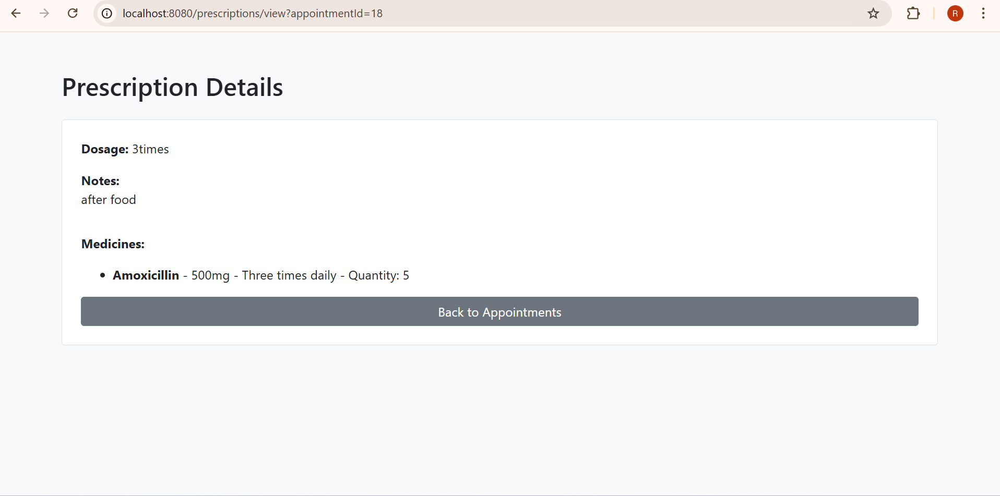 localhost:8080/prescriptions/view?appointmentId=18
R
Prescription Details
Dosage: 3times
Notes:
after food
Medicines:
Amoxicillin - 500mg - Three times daily - Quantity: 5
Back to Appointments